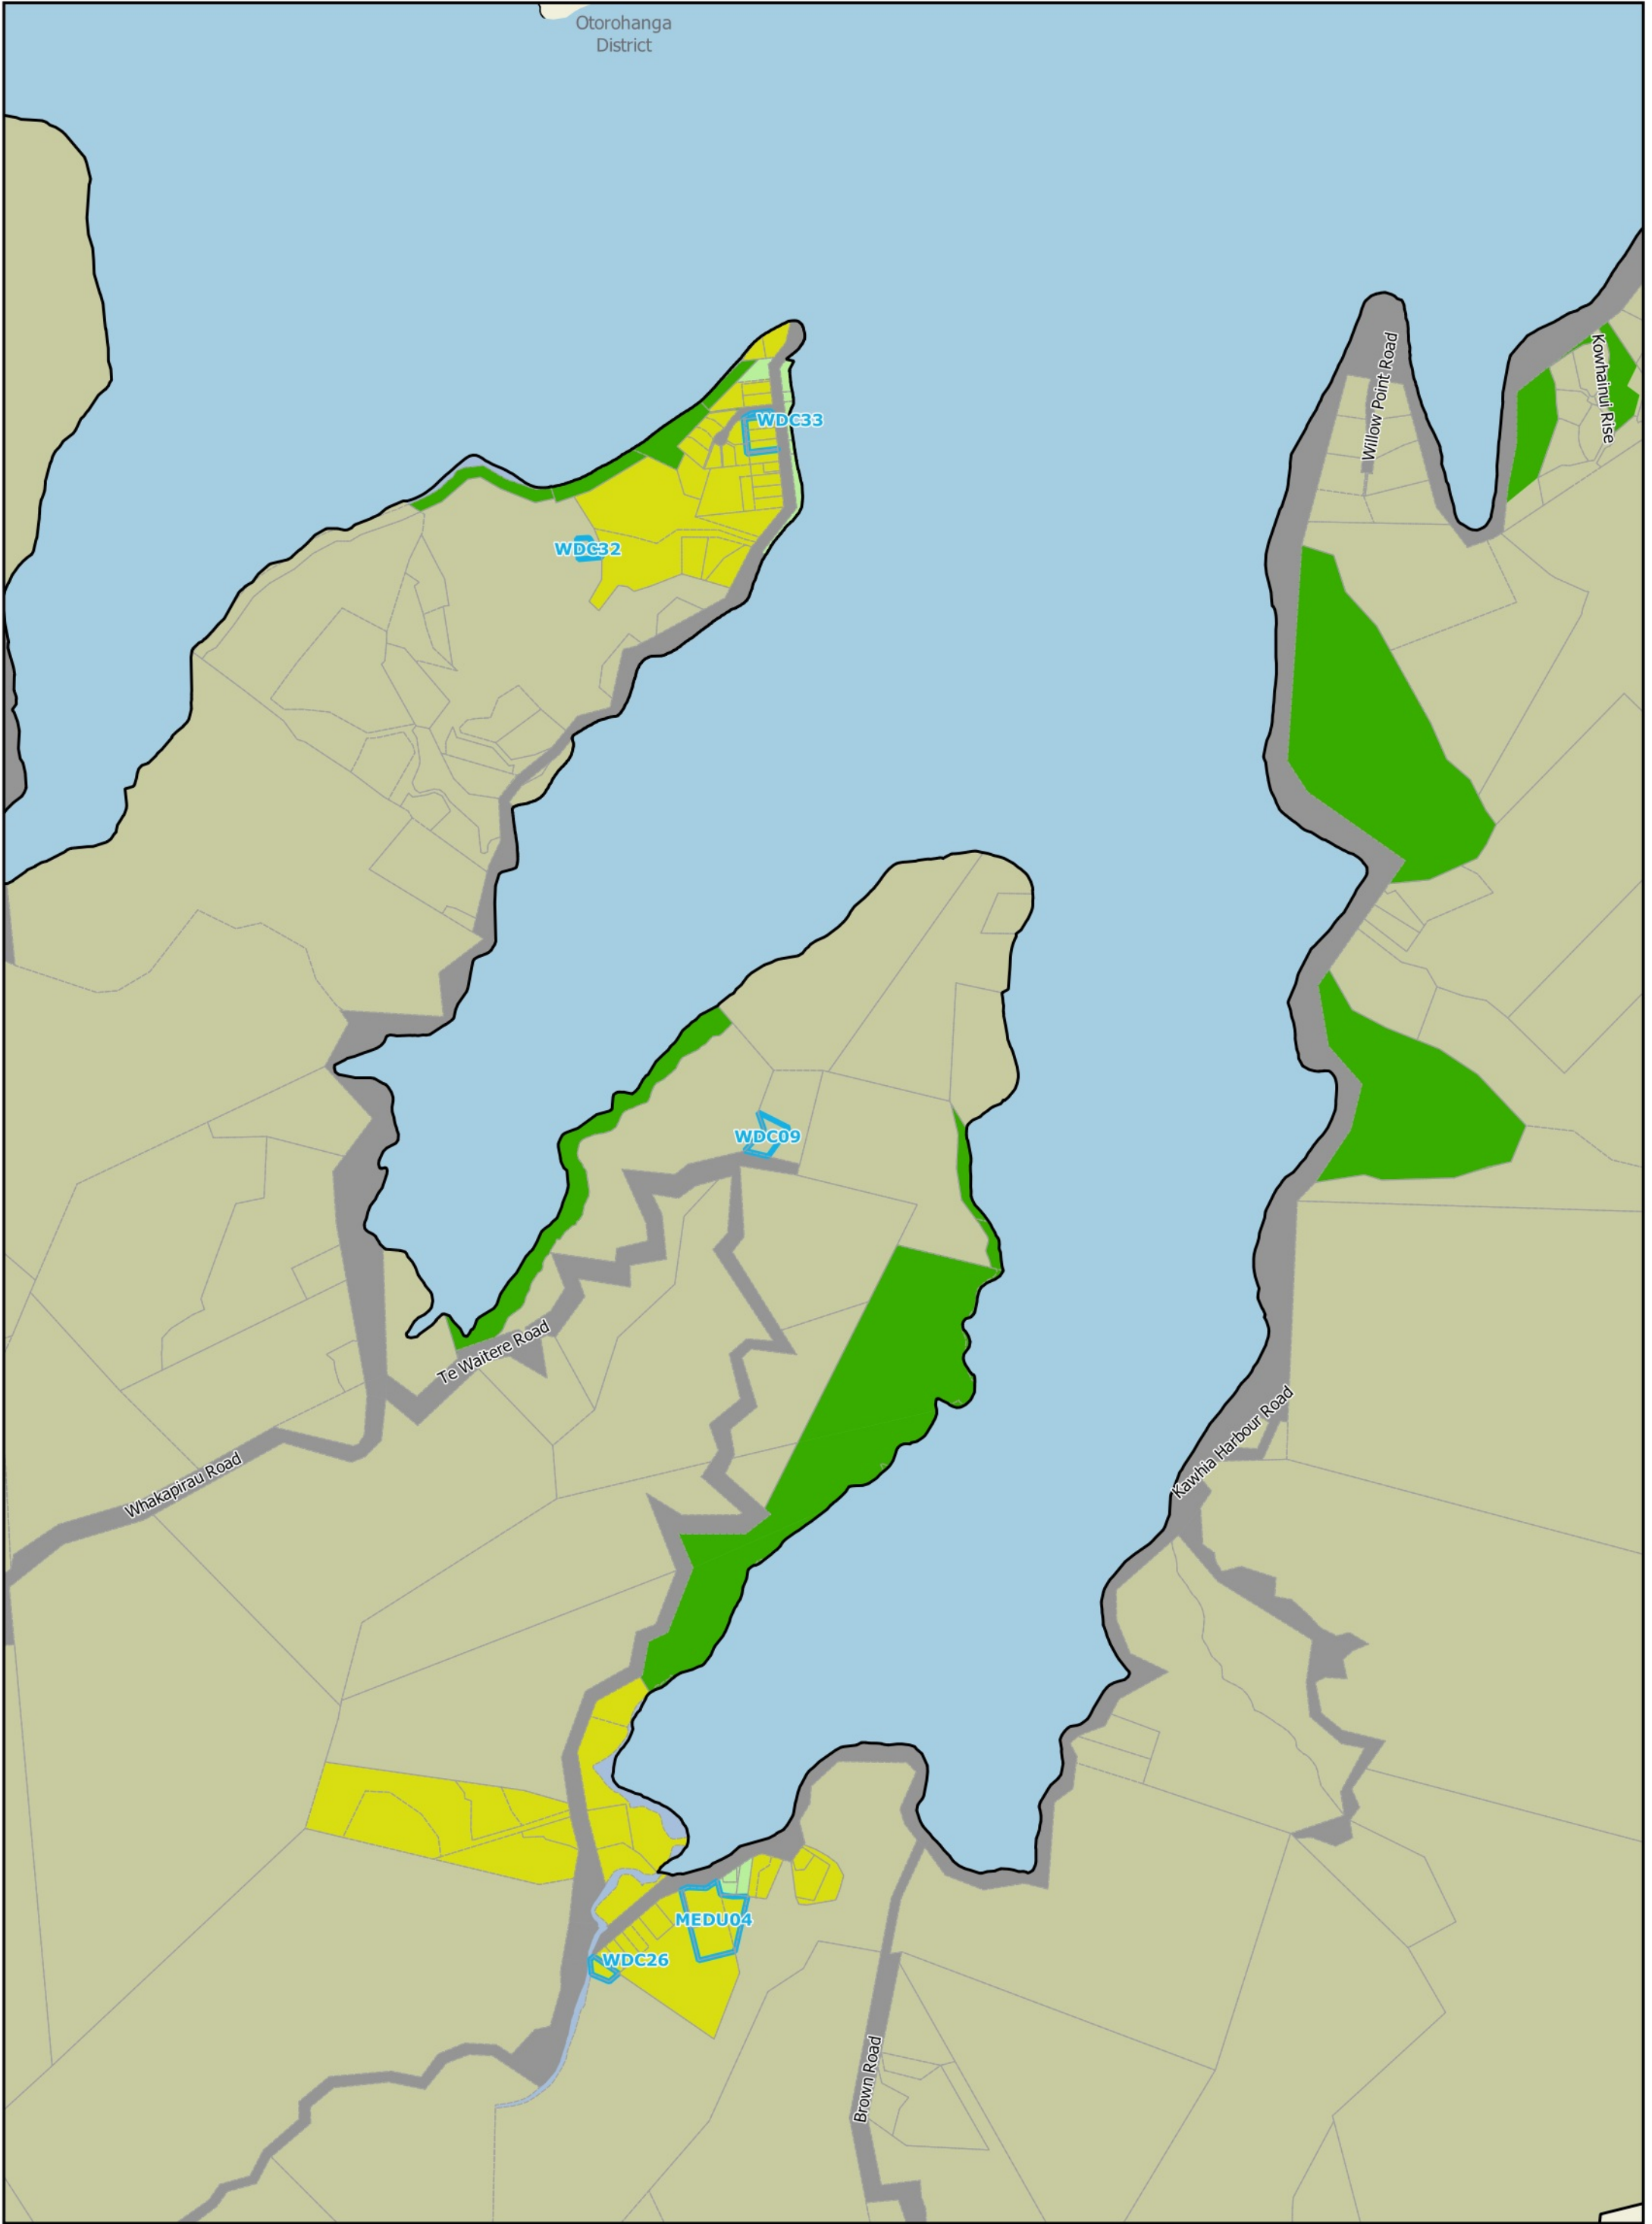 Otorohanga
District
Willow Point Road
Kowhainui Rise
WDC33
WDC32
WDC09
Te Waitere Road
Whakapirau Road
Kawhia Harbour Road
MEDU04
WDC26
Brown Road